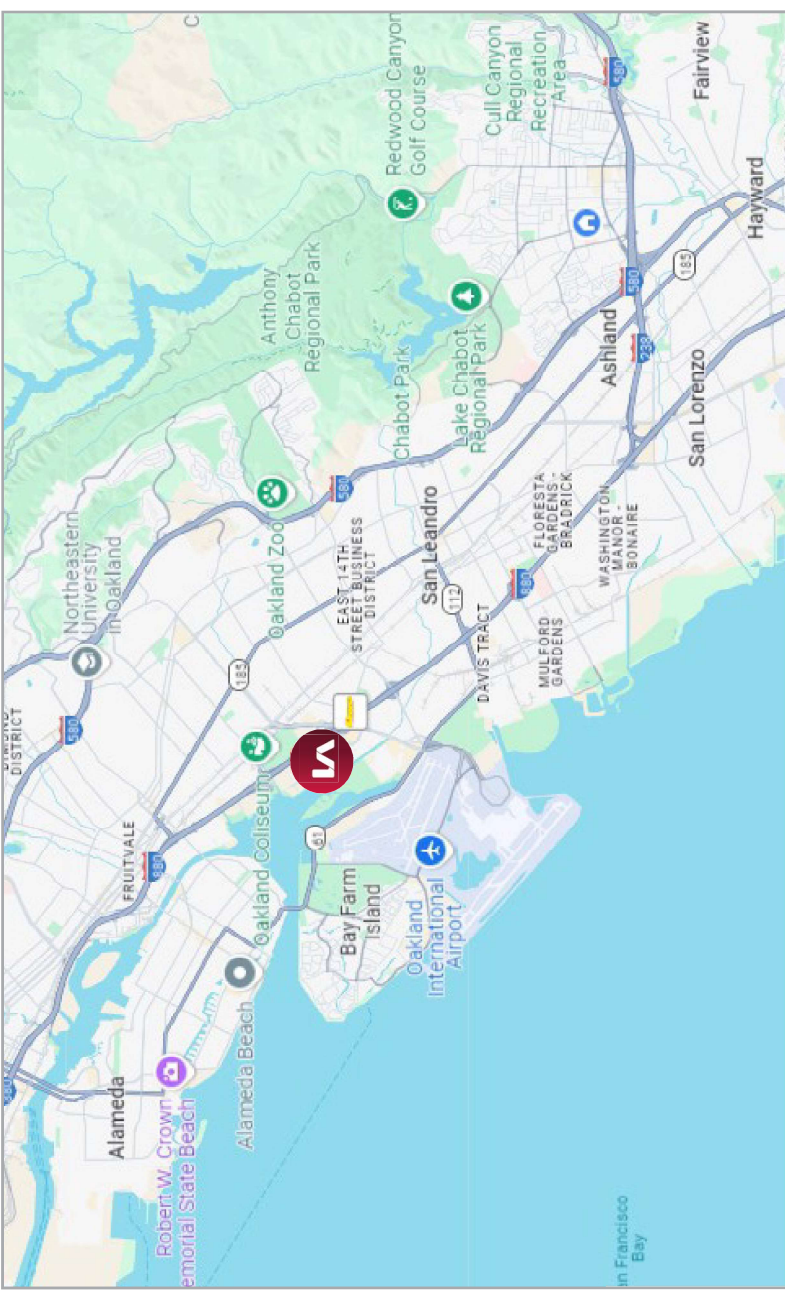 DISTRICT
580
Northeastern
University
in Oakland
Alameda
FRUITVALE
880
Robert W. Crown
emorial State Beach
C
185
Alameda Beach
Oakland Coliseum
Oakland Zoo
Anthony
Chabot
Regional Park
61
580
EAST 14TH
STREET BUSINESS
DISTRICT
Bay Farm
Island
Chabot Park
Redwood Canyon
Golf Course
Oakland
International
Airport
San Leandro
112
Lake Chabot
Regional Park
DAVIS TRACT
Cull Canyon
Regional
Recreation
Area
880
FLORESTA
GARDENS -
BRADRICK
MULFORD
GARDENS
Ashland
580
580
WASHINGTON
MANOR -
BONAIRE
an Francisco
Bay
238
185
San Lorenzo
Fairview
Hayward